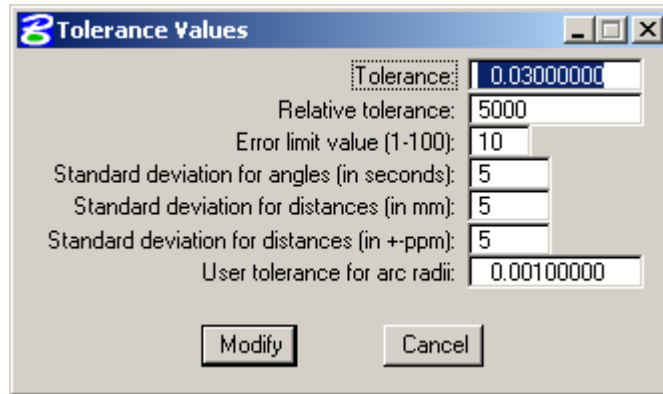 Tolerance Values
Tolerance: 0.03000000
Relative tolerance: 5000
Error limit value (1-100): 10
Standard deviation for angles (in seconds): 5
Standard deviation for distances (in mm): 5
Standard deviation for distances (in +-ppm): 5
User tolerance for arc radii: 0.00100000
Modify Cancel